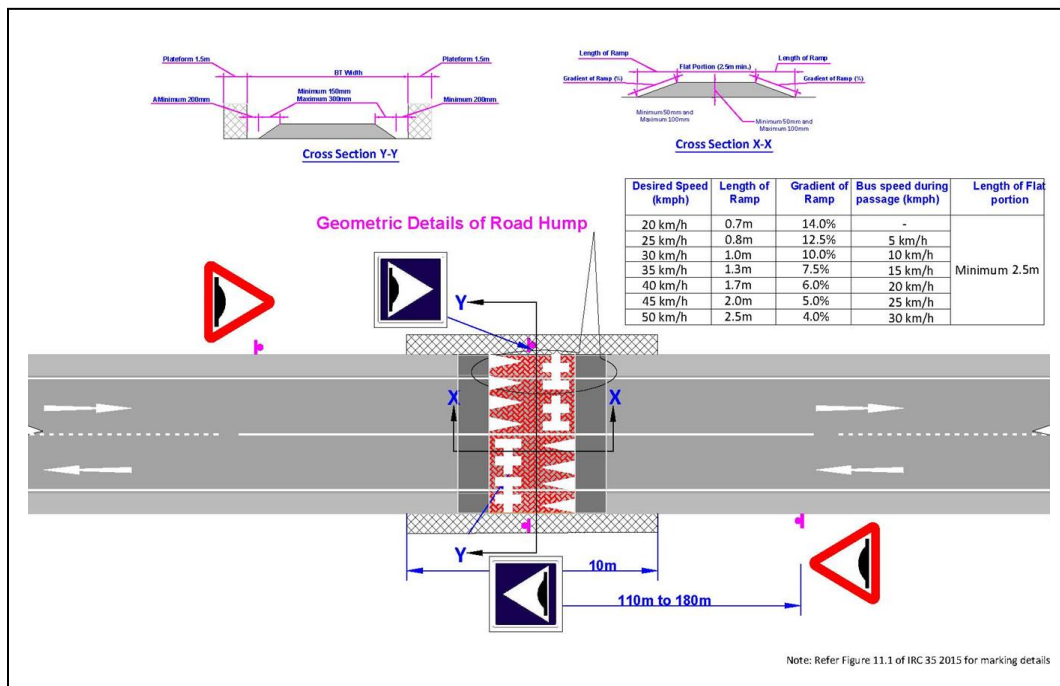 Plateform 1.5m
BT Width
Plateform 1.5m
AMinimum 200mm
Minimum 150mm
Maximum 300mm
Minimum 200mm
Cross Section Y-Y
Length of Ramp
Flat Portion (2.5m min.)
Length of Ramp
Gradient of Ramp (%)
Gradient of Ramp (%)
Minimum 50mm and
Maximum 100mm
Minimum 50mm and
Maximum 100mm
Cross Section X-X
Desired Speed (kmph) Length of Ramp Gradient of Ramp Bus speed during passage (kmph) Length of Flat portion
20 km/h 0.7m 14.0% -
25 km/h 0.8m 12.5% 5 km/h
30 km/h 1.0m 10.0% 10 km/h
35 km/h 1.3m 7.5% 15 km/h Minimum 2.5m
40 km/h 1.7m 6.0% 20 km/h
45 km/h 2.0m 5.0% 25 km/h
50 km/h 2.5m 4.0% 30 km/h
Geometric Details of Road Hump
Y
X
X
Y
10m
110m to 180m
Note: Refer Figure 11.1 of IRC 35 2015 for marking details